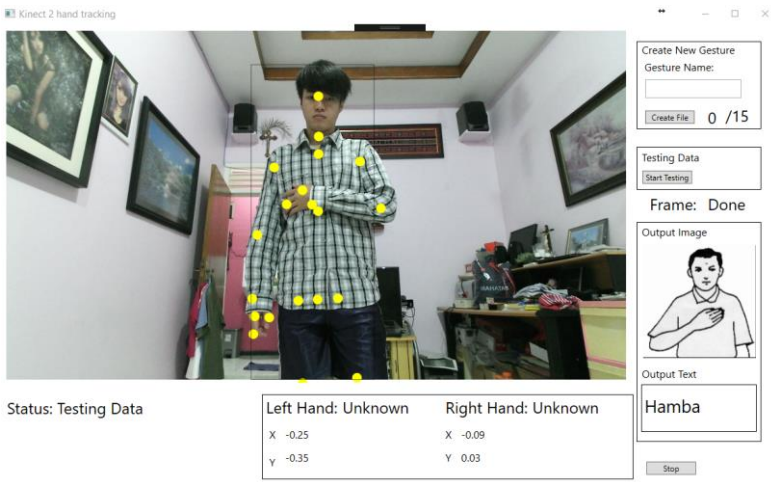 Kinect 2 hand tracking
Create New Gesture
Gesture Name:
Create File 0 /15
Testing Data
Start Testing
Frame: Done
Output Image
Output Text
Hamba
Status: Testing Data
Left Hand: Unknown Right Hand: Unknown
X -0.25 X -0.09
Y -0.35 Y 0.03
Stop